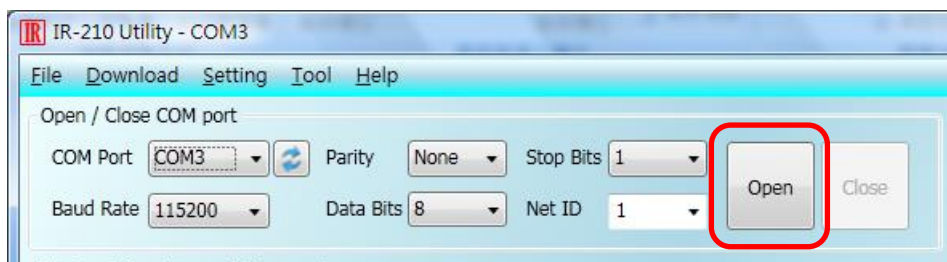 IR IR-210 Utility - COM3
File Download Setting Tool Help
Open / Close COM port
COM Port COM3 Parity None Stop Bits 1
Open Close
Baud Rate 115200 Data Bits 8 Net ID 1